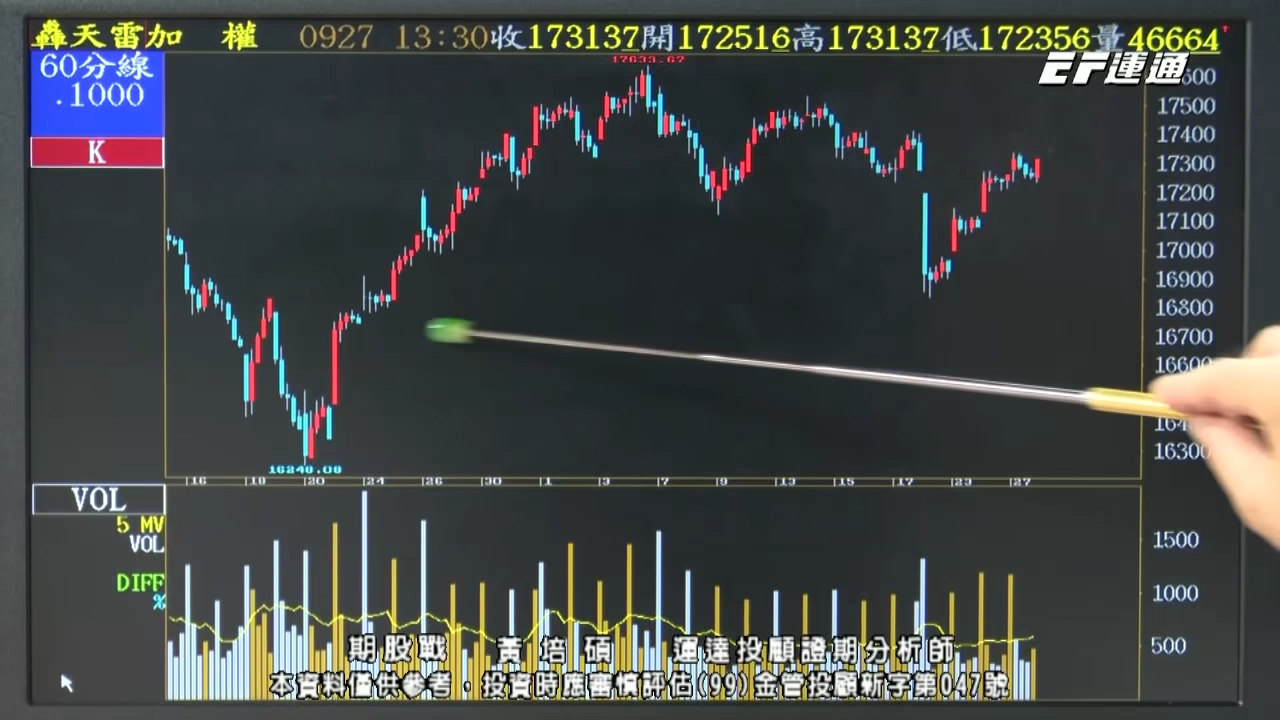 轟天雷加 權 0927 13:30收173137開172516高173137低172356量46664
EF運通
60分線
.1000
K
17633.67
17500
17400
17300
17200
17100
17000
16900
16800
16700
16600
16300
16248.08
16 18 20 24 26 30 1 3 7 9 13 15 17 23 27
VOL
5 MV
VOL
DIFF
%
1500
1000
500
期股戰 黃培碩 運達投顧證期分析師
本資料僅供參考，投資時應審慎評估(99)金管投顧新字第047號